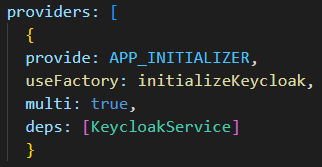 providers: [
{
provide: APP_INITIALIZER,
useFactory: initializeKeycloak,
multi: true,
deps: [KeycloakService]
}